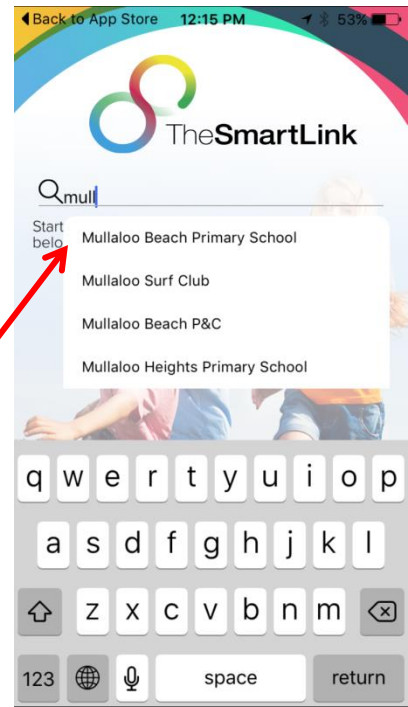 Back to App Store 12:15 PM 53%
TheSmartLink
mull
Start
belo
Mullaloo Beach Primary School
Mullaloo Surf Club
Mullaloo Beach P&C
Mullaloo Heights Primary School
q w e r t y u i o p
a s d f g h j k l
z x c v b n m
123 space return